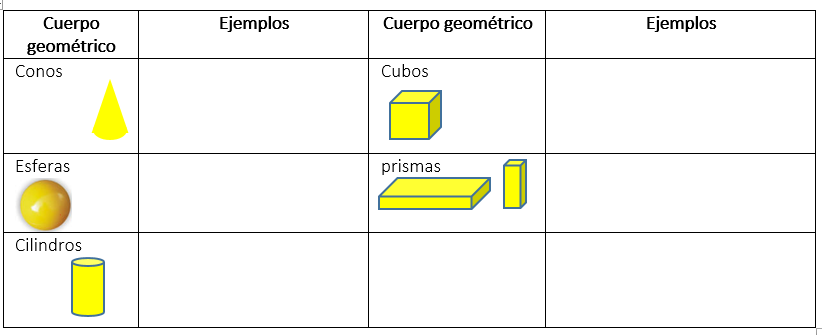 Cuerpo geométrico
Ejemplos
Cuerpo geométrico
Ejemplos
Conos
Cubos
Esferas
prismas
Cilindros